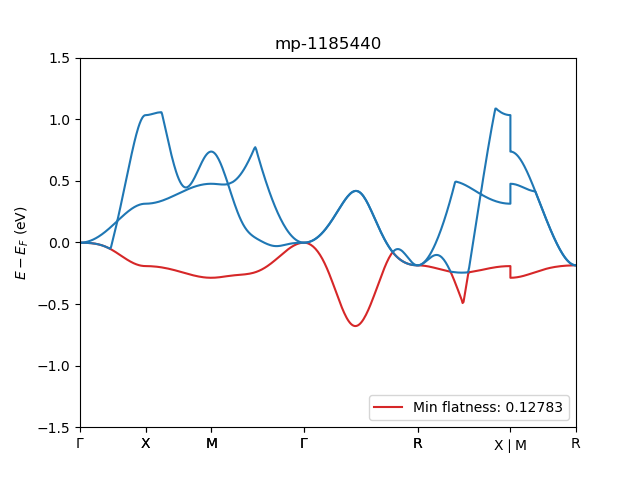 mp-1185440
1.5
1.0
0.5
0.0
−0.5
−1.0
−1.5
E − E_F (eV)
Min flatness: 0.12783
Γ X M Γ R X | M R